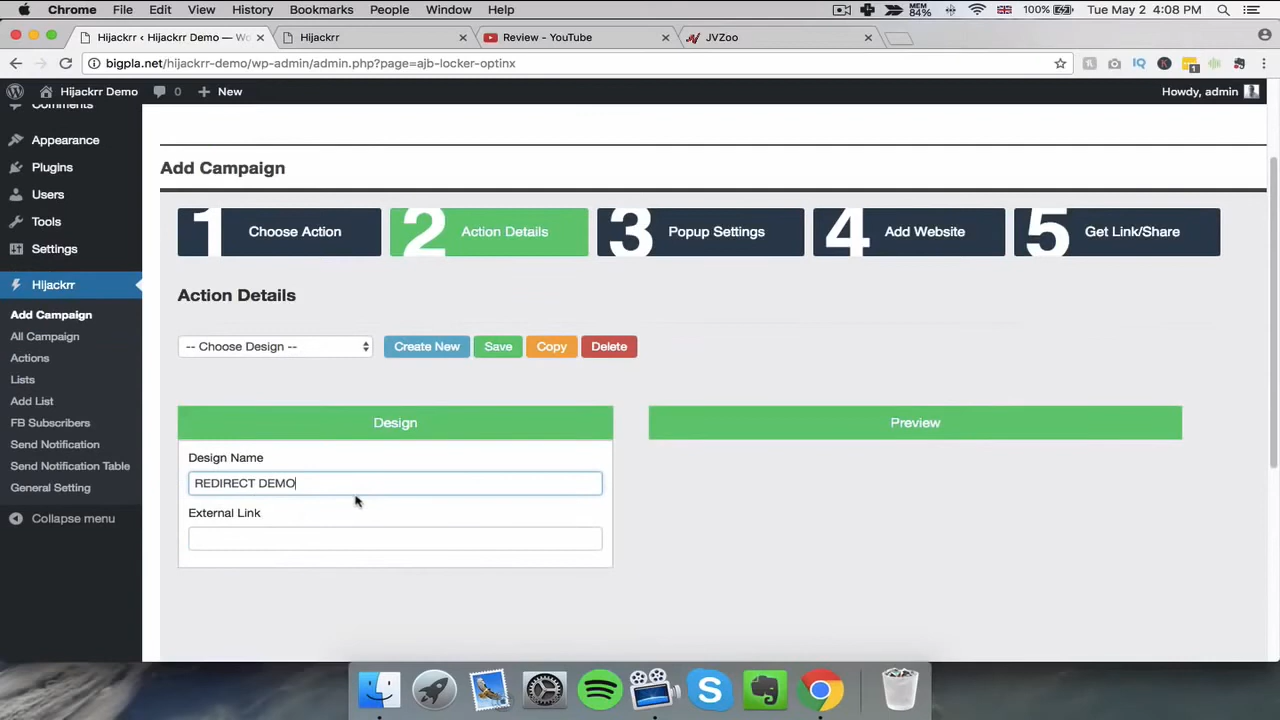 Chrome File Edit View History Bookmarks People Window Help MEM 84% 100% Tue May 2 4:08 PM
Hijackrr ‹ Hijackrr Demo — Wo Hijackrr Review - YouTube JVZoo
bigpla.net/hijackrr-demo/wp-admin/admin.php?page=ajb-locker-optinx
Hijackrr Demo 0 New Howdy, admin
Comments
Appearance
Plugins
Users
Tools
Settings
Hijackrr
Add Campaign
All Campaign
Actions
Lists
Add List
FB Subscribers
Send Notification
Send Notification Table
General Setting
Collapse menu
Add Campaign
1 Choose Action 2 Action Details 3 Popup Settings 4 Add Website 5 Get Link/Share
Action Details
-- Choose Design -- Create New Save Copy Delete
Design Preview
Design Name
REDIRECT DEMO
External Link